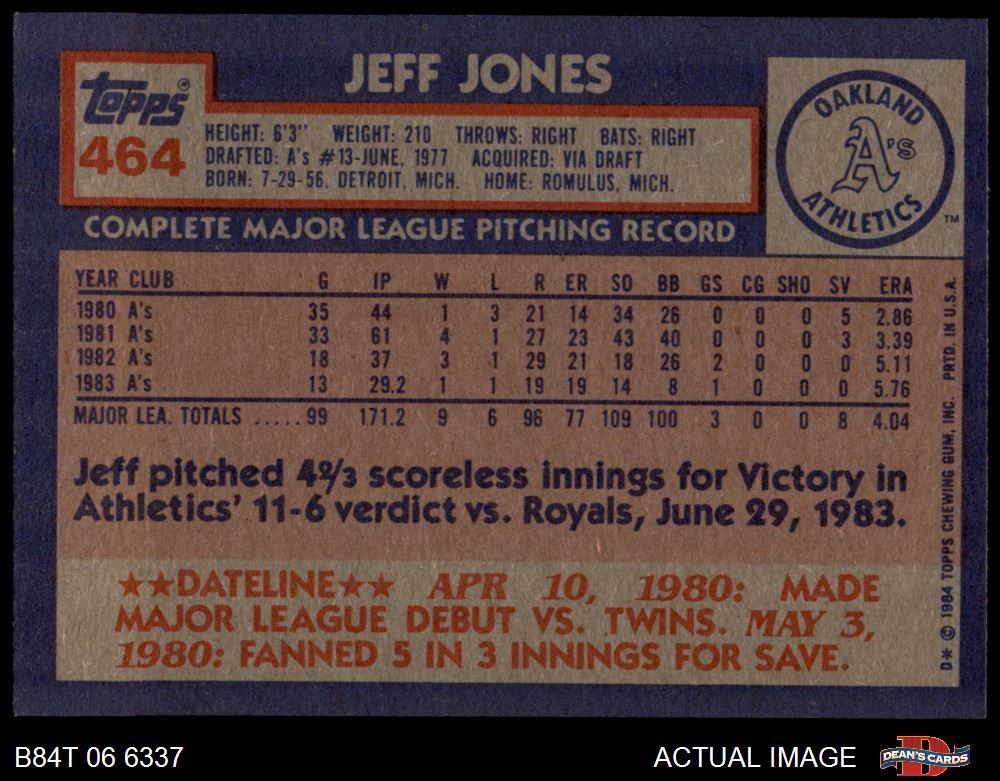 JEFF JONES
topps®
464
HEIGHT: 6'3" WEIGHT: 210 THROWS: RIGHT BATS: RIGHT
DRAFTED: A's #13-JUNE, 1977 ACQUIRED: VIA DRAFT
BORN: 7-29-56, DETROIT, MICH. HOME: ROMULUS, MICH.
OAKLAND
A's
ATHLETICS
TM
COMPLETE MAJOR LEAGUE PITCHING RECORD
YEAR CLUB G IP W L R ER SO BB GS CG SHO SV ERA
1980 A's 35 44 1 3 21 14 34 26 0 0 0 5 2.86
1981 A's 33 61 4 1 27 23 43 40 0 0 0 3 3.39
1982 A's 18 37 3 1 29 21 18 26 2 0 0 0 5.11
1983 A's 13 29.2 1 1 19 19 14 8 1 0 0 0 5.76
MAJOR LEA. TOTALS ..... 99 171.2 9 6 96 77 109 100 3 0 0 8 4.04
Jeff pitched 4⅔ scoreless innings for Victory in
Athletics' 11-6 verdict vs. Royals, June 29, 1983.
★★DATELINE★★ APR 10, 1980: MADE
MAJOR LEAGUE DEBUT VS. TWINS. MAY 3,
1980: FANNED 5 IN 3 INNINGS FOR SAVE.
D* © 1984 TOPPS CHEWING GUM, INC. PRTD. IN U.S.A.
B84T 06 6337
ACTUAL IMAGE
DEAN'S CARDS